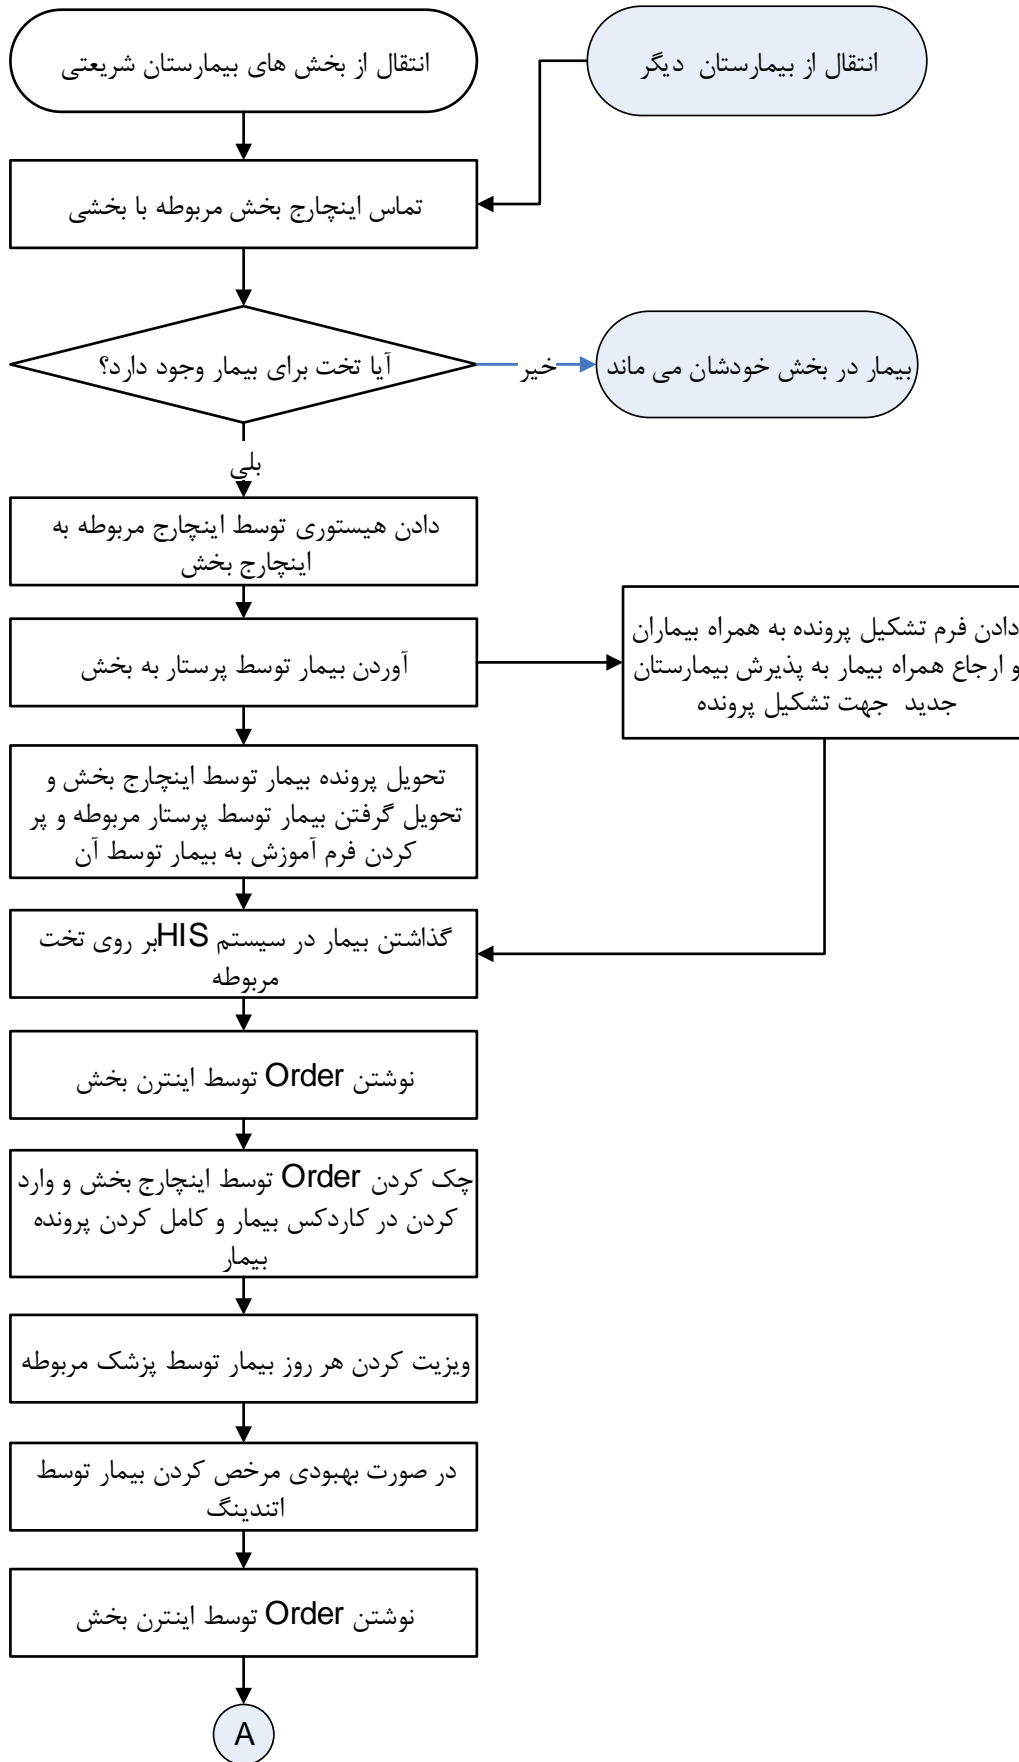 انتقال از بخش های بیمارستان شریعتی
انتقال از بیمارستان دیگر
تماس اینچارج بخش مربوطه با بخشی
آیا تخت برای بیمار وجود دارد؟
خیر
بیمار در بخش خودشان می ماند
بلی
دادن هیستوری توسط اینچارج مربوطه به
اینچارج بخش
آوردن بیمار توسط پرستار به بخش
دادن فرم تشکیل پرونده به همراه بیماران
و ارجاع همراه بیمار به پذیرش بیمارستان
جدید جهت تشکیل پرونده
تحویل پرونده بیمار توسط اینچارج بخش و
تحویل گرفتن بیمار توسط پرستار مربوطه و پر
کردن فرم آموزش به بیمار توسط آن
گذاشتن بیمار در سیستم HISبر روی تخت
مربوطه
نوشتن Order توسط اینترن بخش
چک کردن Order توسط اینچارج بخش و وارد
کردن در کاردکس بیمار و کامل کردن پرونده
بیمار
ویزیت کردن هر روز بیمار توسط پزشک مربوطه
در صورت بهبودی مرخص کردن بیمار توسط
اتندینگ
نوشتن Order توسط اینترن بخش
A